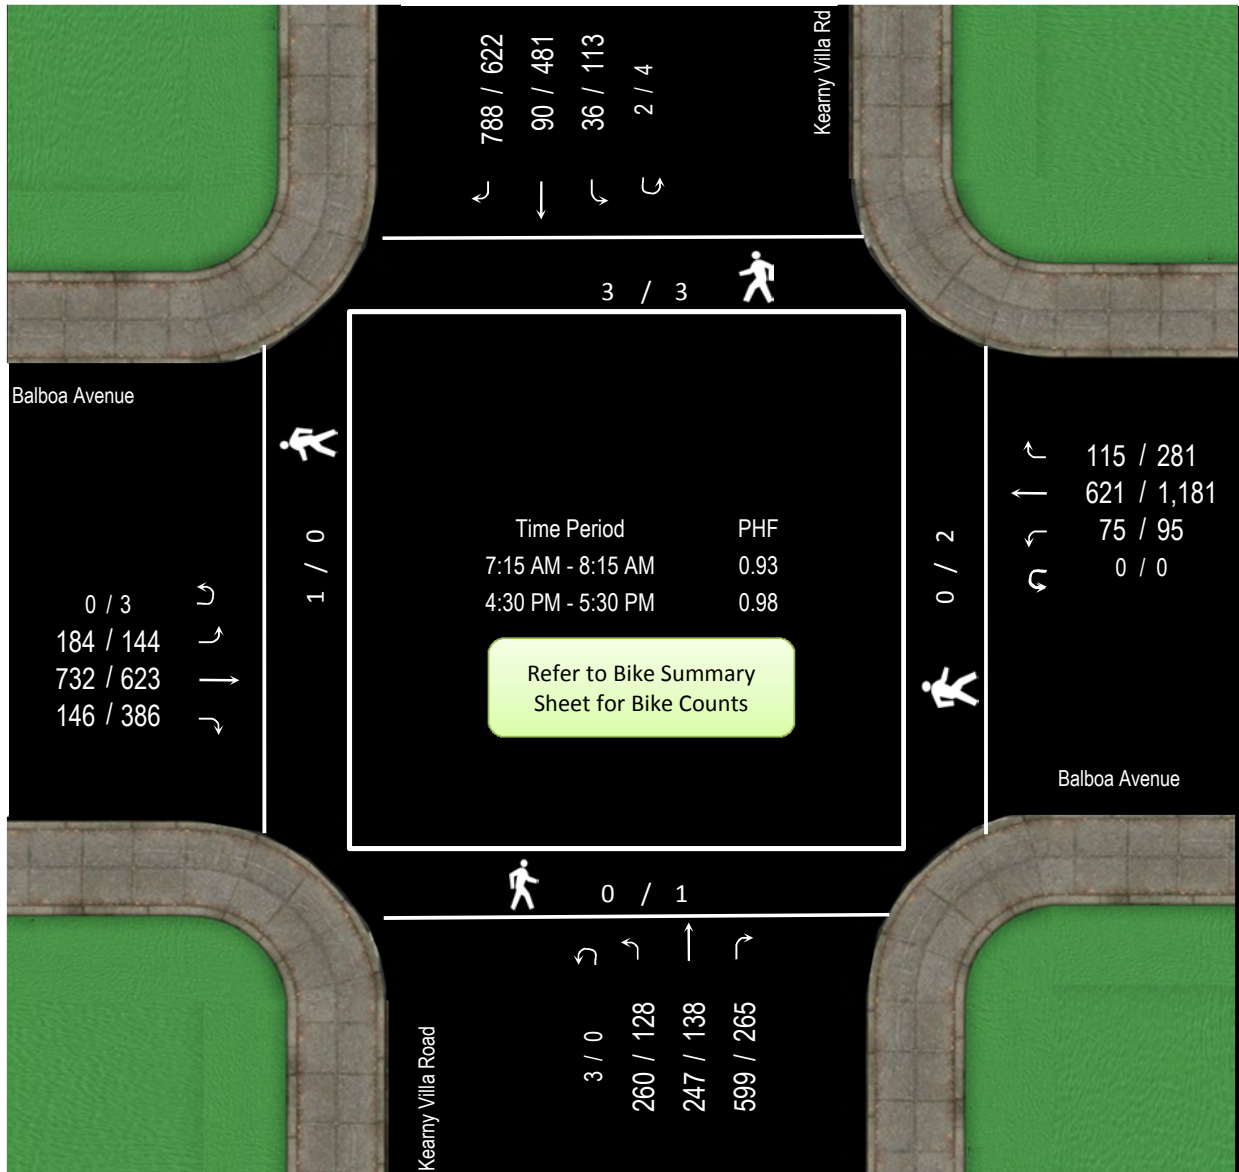 788 / 622
90 / 481
36 / 113
2 / 4
Kearny Villa Rd
3 / 3
Balboa Avenue
1 / 0
0 / 3
184 / 144
732 / 623
146 / 386
Time Period PHF
7:15 AM - 8:15 AM 0.93
4:30 PM - 5:30 PM 0.98
Refer to Bike Summary
Sheet for Bike Counts
0 / 2
115 / 281
621 / 1,181
75 / 95
0 / 0
Balboa Avenue
0 / 1
Kearny Villa Road
3 / 0
260 / 128
247 / 138
599 / 265